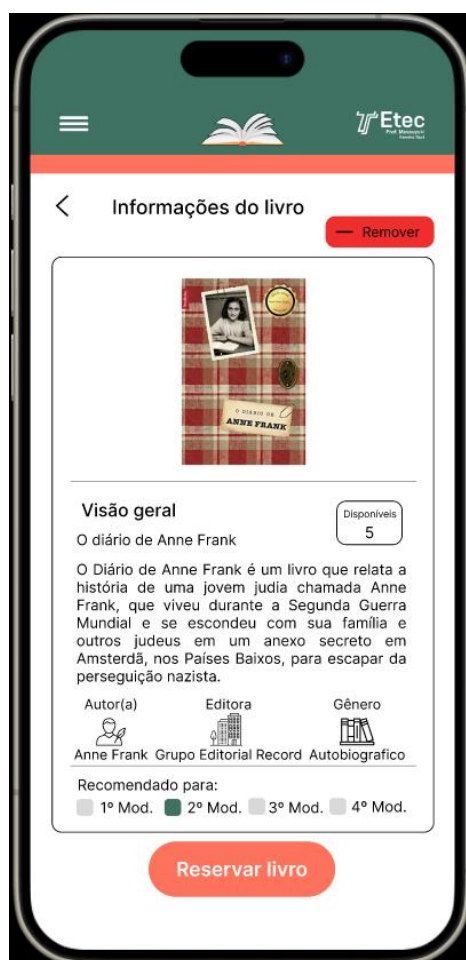 Etec
Informações do livro
Remover
O DIÁRIO DE
ANNE FRANK
Visão geral
Disponíveis
5
O diário de Anne Frank
O Diário de Anne Frank é um livro que relata a
história de uma jovem judia chamada Anne
Frank, que viveu durante a Segunda Guerra
Mundial e se escondeu com sua família e
outros judeus em um anexo secreto em
Amsterdã, nos Países Baixos, para escapar da
perseguição nazista.
Autor(a) Editora Gênero
Anne Frank Grupo Editorial Record Autobiografico
Recomendado para:
1º Mod. 2º Mod. 3º Mod. 4º Mod.
Reservar livro